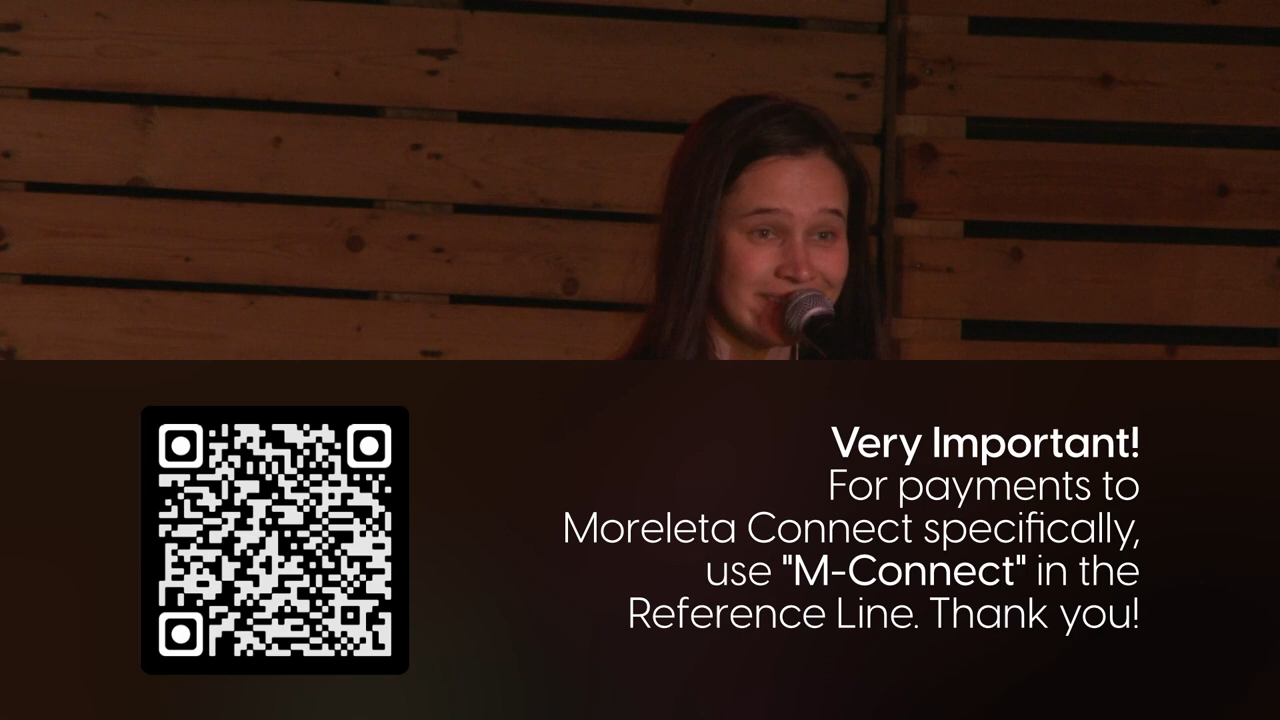 Very Important!
For payments to
Moreleta Connect specifically,
use "M-Connect" in the
Reference Line. Thank you!